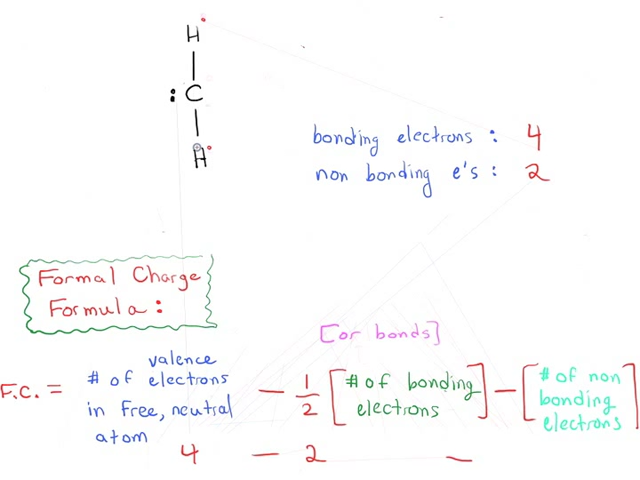 H
: C
H
bonding electrons : 4
non bonding e's : 2
Formal Charge
Formula :
[or bonds]
F.C. = # of valence electrons in free, neutral atom — 1/2 [# of bonding electrons] — [# of non bonding electrons]
4 — 2 —